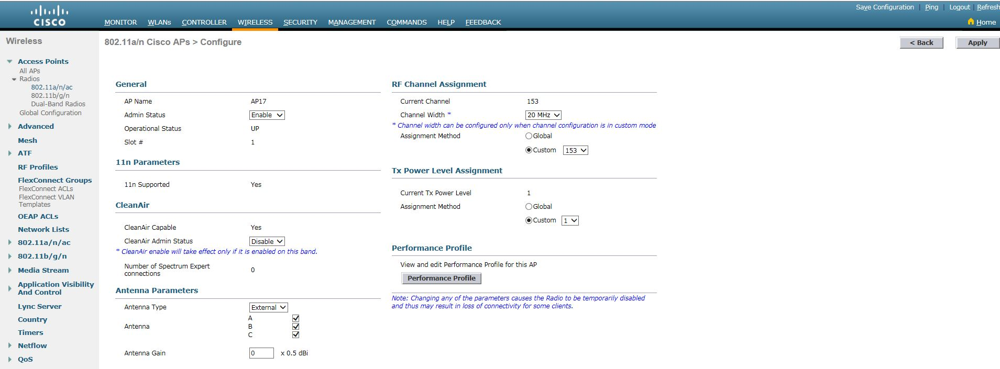 Save Configuration | Ping | Logout | Refresh
CISCO
MONITOR WLANs CONTROLLER WIRELESS SECURITY MANAGEMENT COMMANDS HELP FEEDBACK
Home
Wireless
Access Points
All APs
Radios
802.11a/n/ac
802.11b/g/n
Dual-Band Radios
Global Configuration
Advanced
Mesh
ATF
RF Profiles
FlexConnect Groups
FlexConnect ACLs
FlexConnect VLAN
Templates
OEAP ACLs
Network Lists
802.11a/n/ac
802.11b/g/n
Media Stream
Application Visibility
And Control
Lync Server
Country
Timers
Netflow
QoS
802.11a/n Cisco APs > Configure
< Back
Apply
General
AP Name AP17
Admin Status Enable
Operational Status UP
Slot # 1
11n Parameters
11n Supported Yes
CleanAir
CleanAir Capable Yes
CleanAir Admin Status Disable
* CleanAir enable will take effect only if it is enabled on this band.
Number of Spectrum Expert
connections 0
Antenna Parameters
Antenna Type External
A
Antenna B
C
Antenna Gain 0 x 0.5 dBi
RF Channel Assignment
Current Channel 153
Channel Width * 20 MHz
* Channel width can be configured only when channel configuration is in custom mode
Assignment Method Global
Custom 153
Tx Power Level Assignment
Current Tx Power Level 1
Assignment Method Global
Custom 1
Performance Profile
View and edit Performance Profile for this AP
Performance Profile
Note: Changing any of the parameters causes the Radio to be temporarily disabled
and thus may result in loss of connectivity for some clients.